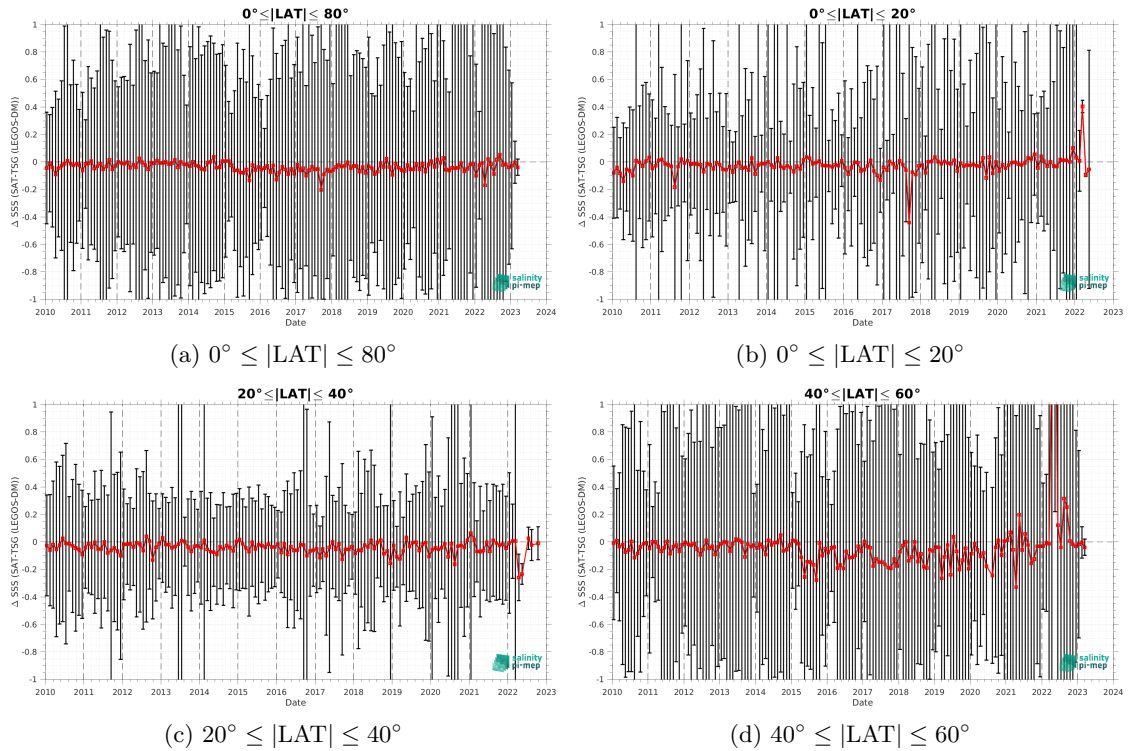 0°≤|LAT|≤ 80°
Δ SSS (SAT-TSG (LEGOS-DM))
1
0.8
0.6
0.4
0.2
0
-0.2
-0.4
-0.6
-0.8
-1
2010 2011 2012 2013 2014 2015 2016 2017 2018 2019 2020 2021 2022 2023 2024
Date
salinity
pi-mep
(a) 0° ≤ |LAT| ≤ 80°
0°≤|LAT|≤ 20°
Δ SSS (SAT-TSG (LEGOS-DM))
1
0.8
0.6
0.4
0.2
0
-0.2
-0.4
-0.6
-0.8
-1
2010 2011 2012 2013 2014 2015 2016 2017 2018 2019 2020 2021 2022 2023
Date
salinity
pi-mep
(b) 0° ≤ |LAT| ≤ 20°
20°≤|LAT|≤ 40°
Δ SSS (SAT-TSG (LEGOS-DM))
1
0.8
0.6
0.4
0.2
0
-0.2
-0.4
-0.6
-0.8
-1
2010 2011 2012 2013 2014 2015 2016 2017 2018 2019 2020 2021 2022 2023
Date
salinity
pi-mep
(c) 20° ≤ |LAT| ≤ 40°
40°≤|LAT|≤ 60°
Δ SSS (SAT-TSG (LEGOS-DM))
1
0.8
0.6
0.4
0.2
0
-0.2
-0.4
-0.6
-0.8
-1
2010 2011 2012 2013 2014 2015 2016 2017 2018 2019 2020 2021 2022 2023 2024
Date
salinity
pi-mep
(d) 40° ≤ |LAT| ≤ 60°